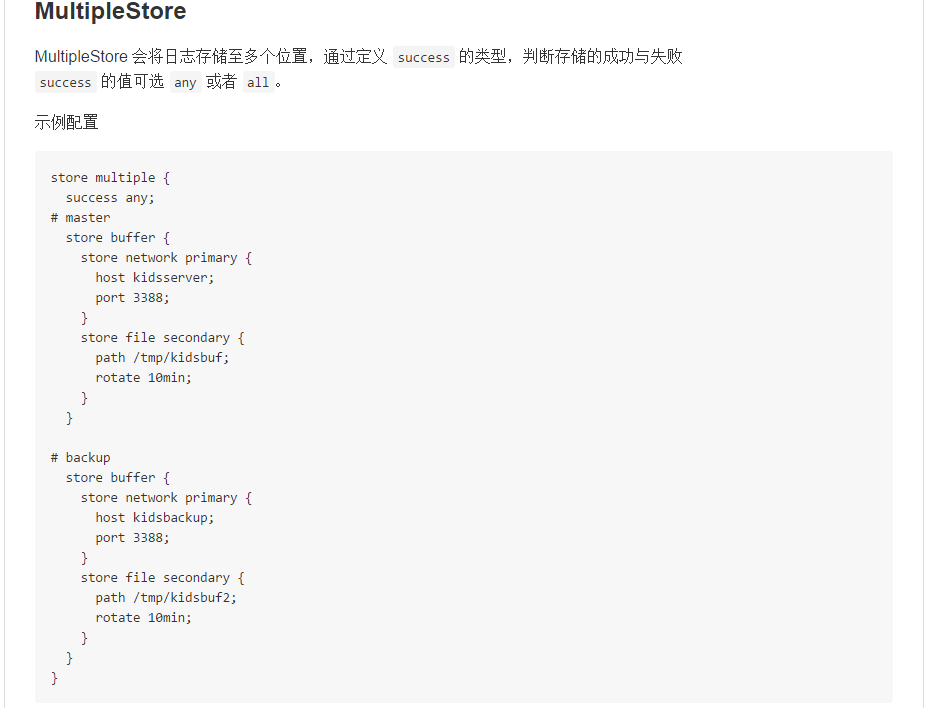 MultipleStore
MultipleStore 会将日志存储至多个位置，通过定义 success 的类型，判断存储的成功与失败
success 的值可选 any 或者 all 。
示例配置
store multiple {
  success any;
# master
  store buffer {
    store network primary {
      host kidsserver;
      port 3388;
    }
    store file secondary {
      path /tmp/kidsbuf;
      rotate 10min;
    }
  }

# backup
  store buffer {
    store network primary {
      host kidsbackup;
      port 3388;
    }
    store file secondary {
      path /tmp/kidsbuf2;
      rotate 10min;
    }
  }
}